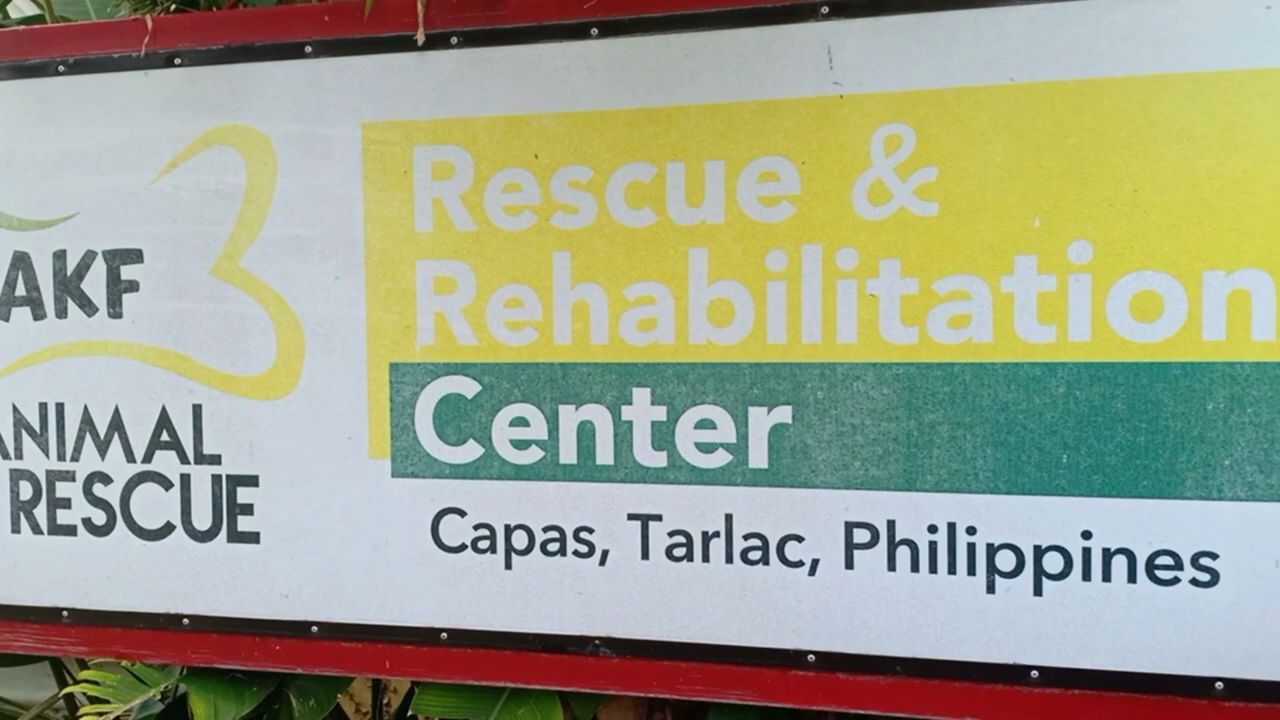 AKF
ANIMAL
RESCUE
Rescue &
Rehabilitation
Center
Capas, Tarlac, Philippines